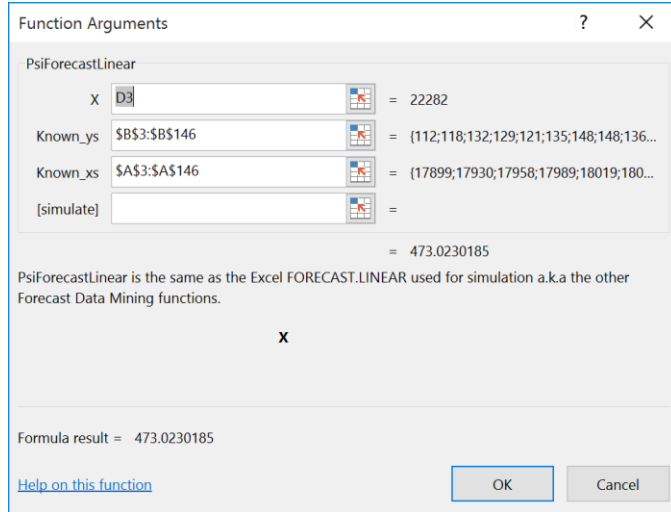 Function Arguments ? ×
PsiForecastLinear
X D3 = 22282
Known_ys $B$3:$B$146 = {112;118;132;129;121;135;148;148;136...
Known_xs $A$3:$A$146 = {17899;17930;17958;17989;18019;180...
[simulate] =
= 473.0230185
PsiForecastLinear is the same as the Excel FORECAST.LINEAR used for simulation a.k.a the other
Forecast Data Mining functions.
X
Formula result = 473.0230185
Help on this function OK Cancel